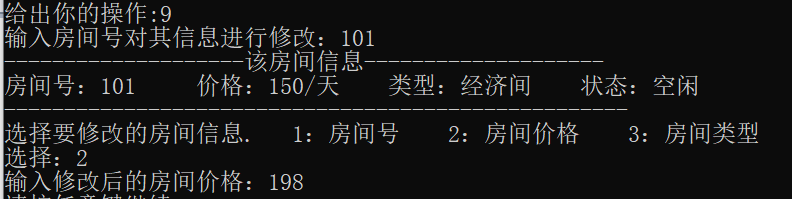 给出你的操作:9
输入房间号对其信息进行修改：101
--------------------该房间信息--------------------
房间号：101 价格：150/天 类型：经济间 状态：空闲
----------------------------------------------------
选择要修改的房间信息. 1：房间号 2：房间价格 3：房间类型
选择：2
输入修改后的房间价格：198